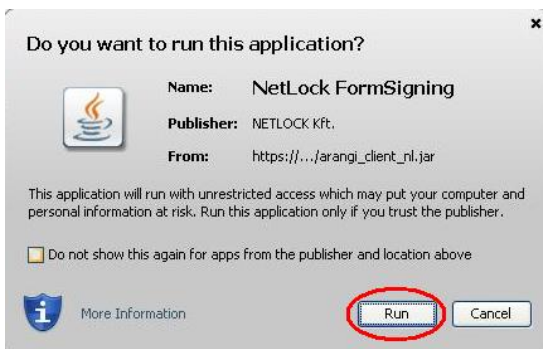 Do you want to run this application?
Name: NetLock FormSigning
Publisher: NETLOCK Kft.
From: https://.../arangi_client_nl.jar
This application will run with unrestricted access which may put your computer and
personal information at risk. Run this application only if you trust the publisher.
Do not show this again for apps from the publisher and location above
More Information Run Cancel